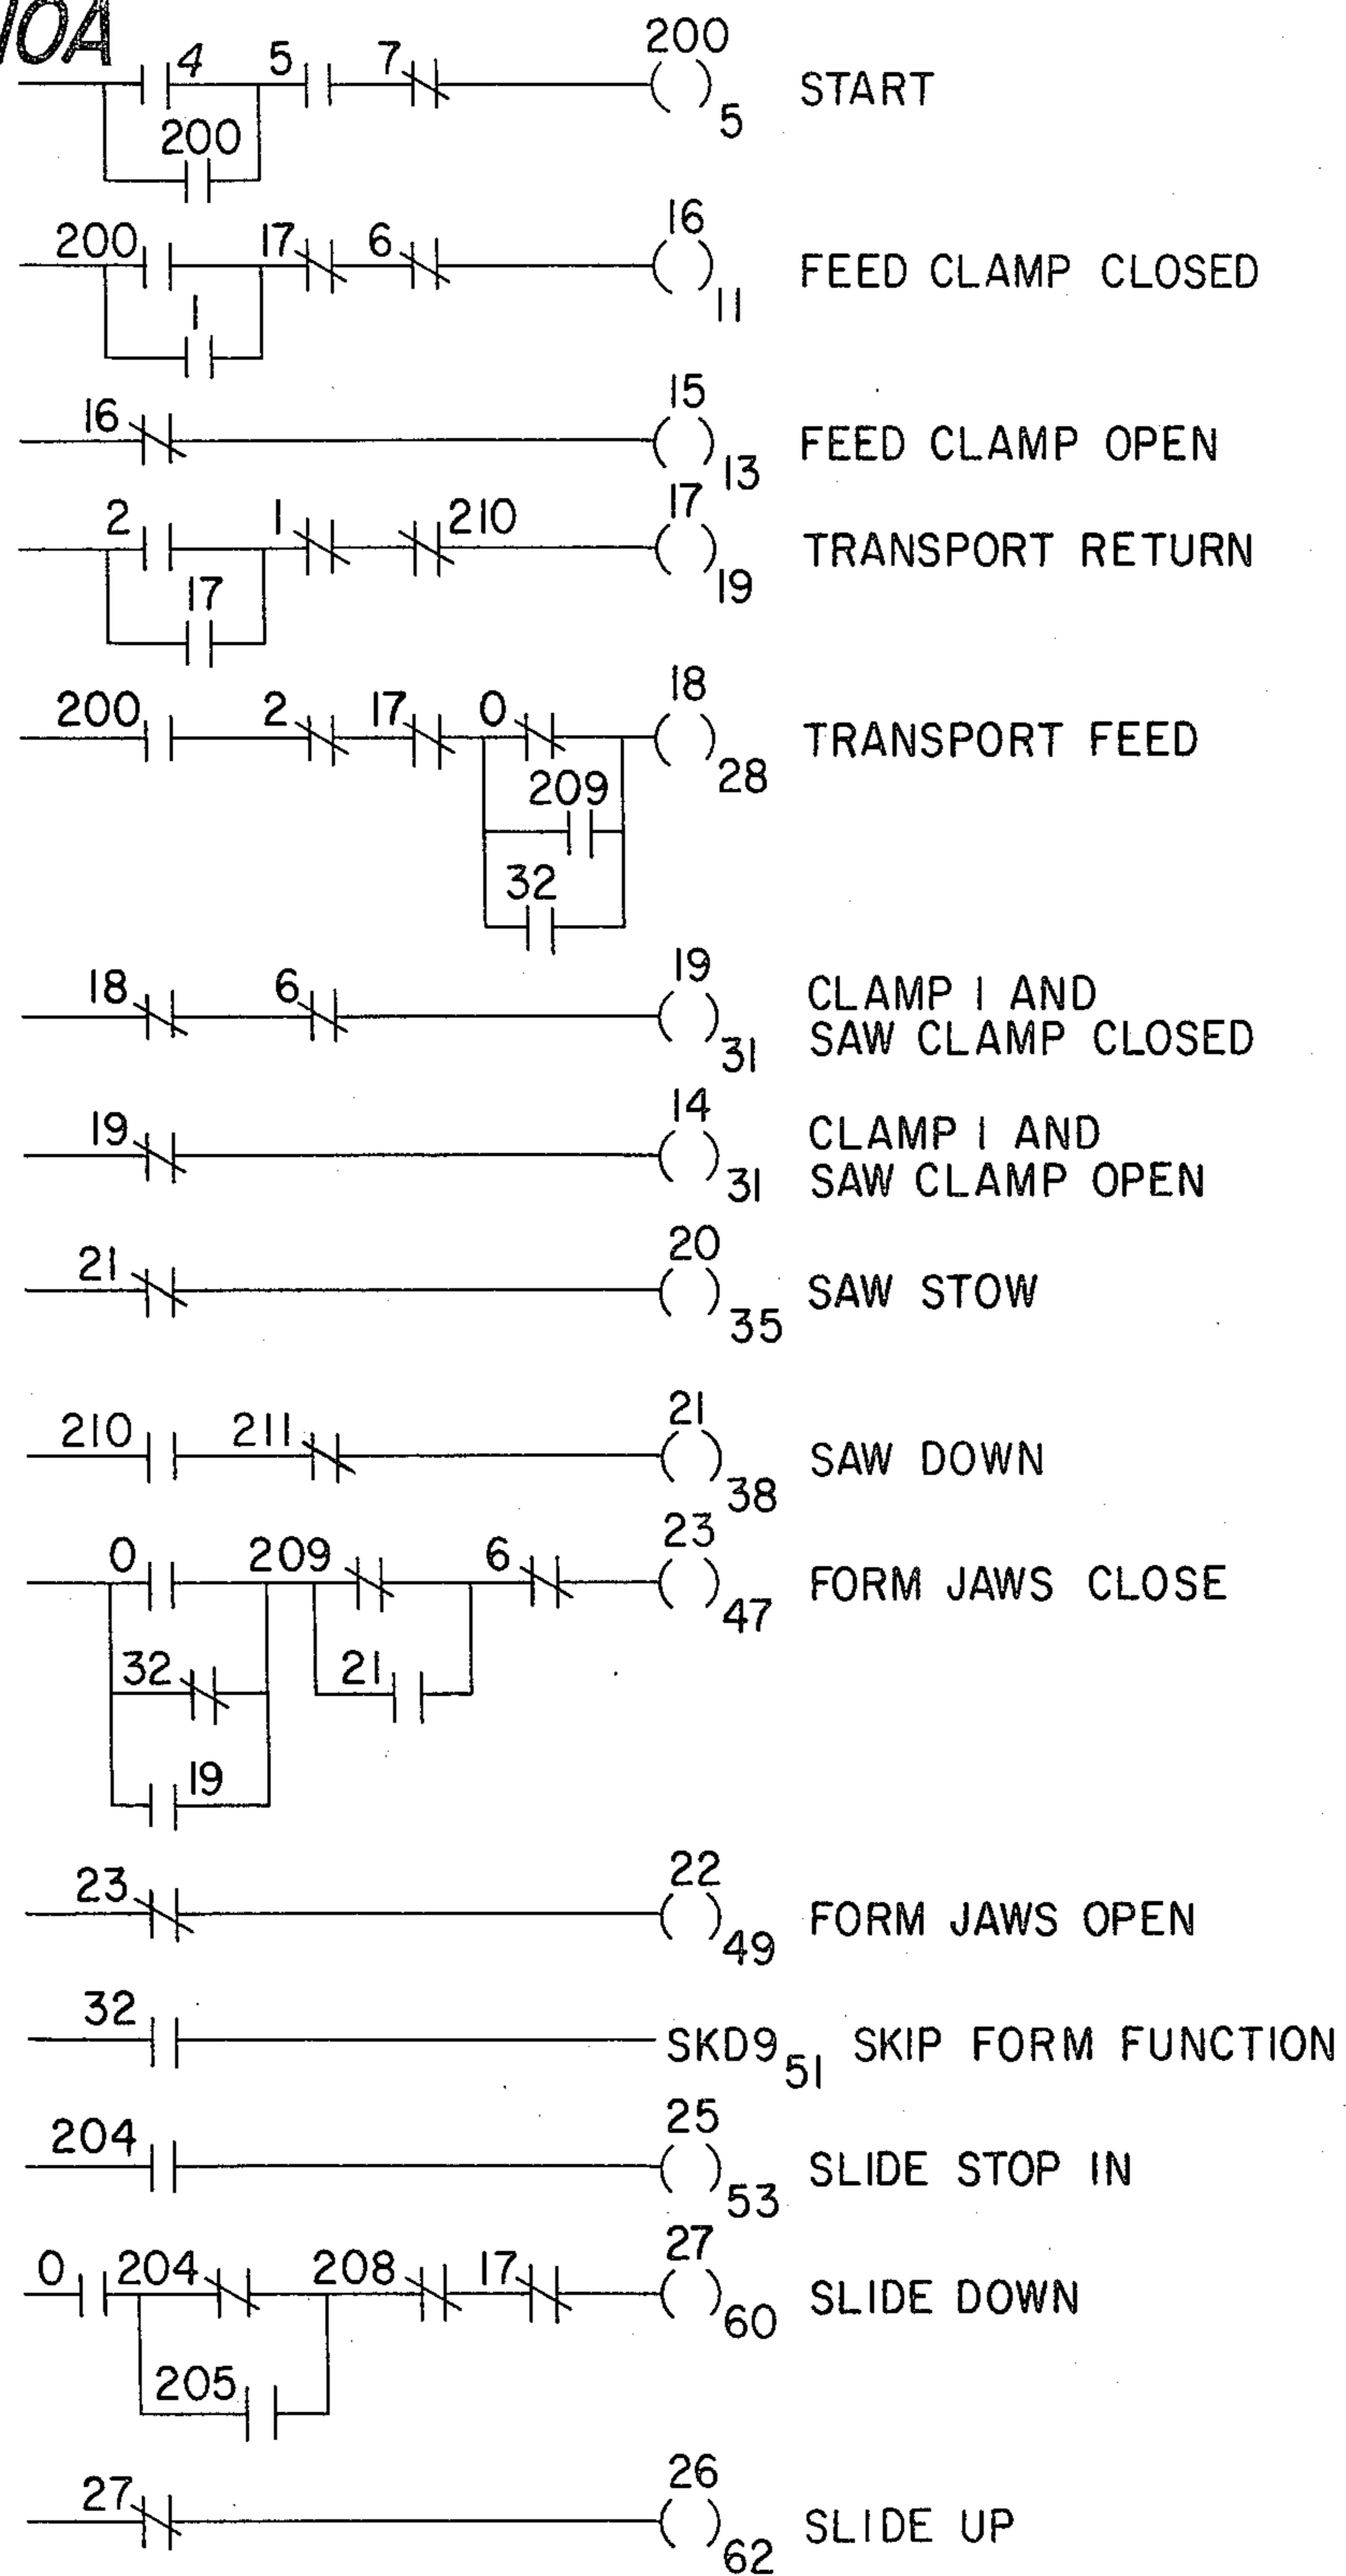 10A
4 5 7 200
5 START
200
200 17 6 16
11 FEED CLAMP CLOSED
1
16 15
13 FEED CLAMP OPEN
2 1 210 17
19 TRANSPORT RETURN
17
200 2 17 0 18
28 TRANSPORT FEED
209
32
18 6 19
31 CLAMP 1 AND
SAW CLAMP CLOSED
19 14
31 CLAMP 1 AND
SAW CLAMP OPEN
21 20
35 SAW STOW
210 211 21
38 SAW DOWN
0 209 6 23
47 FORM JAWS CLOSE
32 21
19
23 22
49 FORM JAWS OPEN
32
SKD9 51 SKIP FORM FUNCTION
204 25
53 SLIDE STOP IN
0 204 208 17 27
60 SLIDE DOWN
205
27 26
62 SLIDE UP